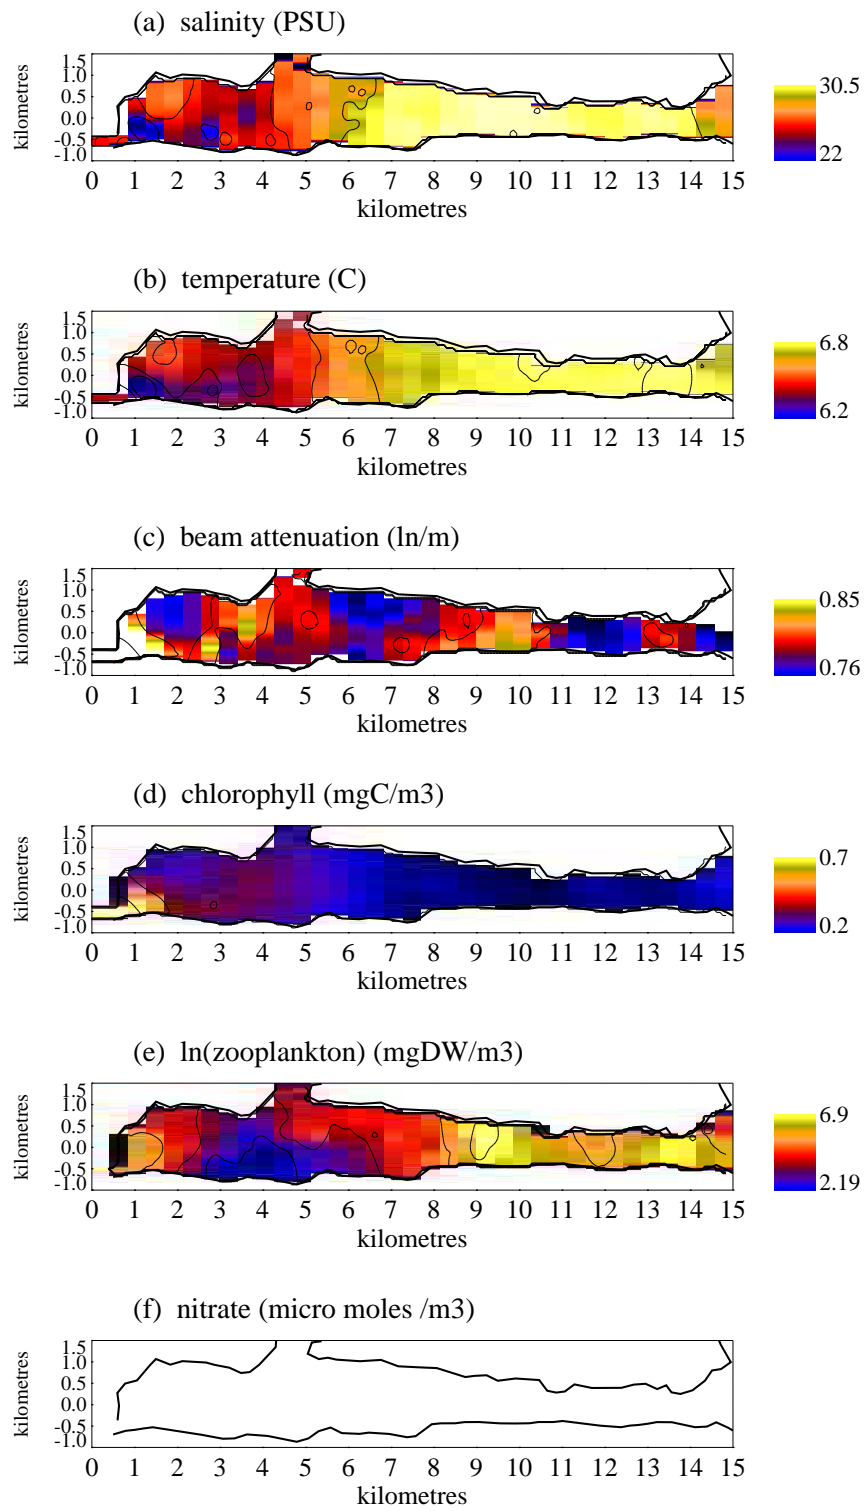 (a) salinity (PSU)
kilometres
1.5
1.0
0.5
0.0
-0.5
-1.0
30.5
22
0 1 2 3 4 5 6 7 8 9 10 11 12 13 14 15
kilometres
(b) temperature (C)
kilometres
1.5
1.0
0.5
0.0
-0.5
-1.0
6.8
6.2
0 1 2 3 4 5 6 7 8 9 10 11 12 13 14 15
kilometres
(c) beam attenuation (ln/m)
kilometres
1.5
1.0
0.5
0.0
-0.5
-1.0
0.85
0.76
0 1 2 3 4 5 6 7 8 9 10 11 12 13 14 15
kilometres
(d) chlorophyll (mgC/m3)
kilometres
1.5
1.0
0.5
0.0
-0.5
-1.0
0.7
0.2
0 1 2 3 4 5 6 7 8 9 10 11 12 13 14 15
kilometres
(e) ln(zooplankton) (mgDW/m3)
kilometres
1.5
1.0
0.5
0.0
-0.5
-1.0
6.9
2.19
0 1 2 3 4 5 6 7 8 9 10 11 12 13 14 15
kilometres
(f) nitrate (micro moles /m3)
kilometres
1.5
1.0
0.5
0.0
-0.5
-1.0
0 1 2 3 4 5 6 7 8 9 10 11 12 13 14 15
kilometres